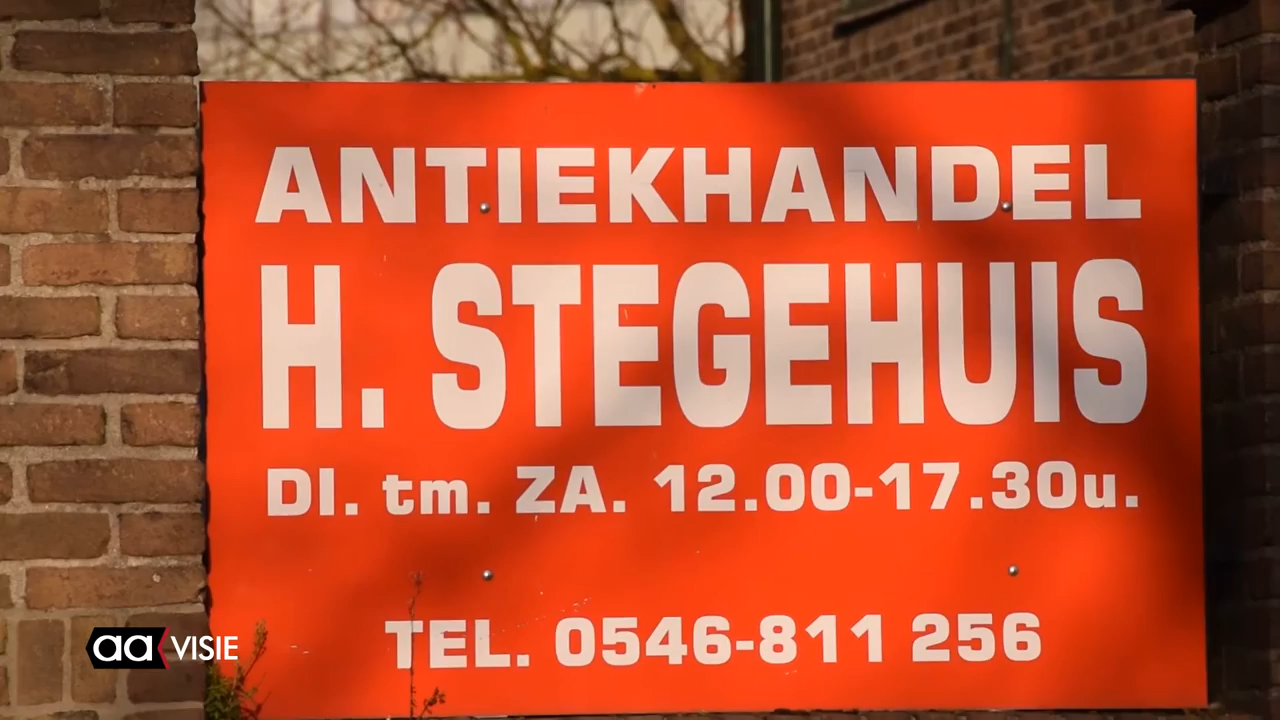 ANTIEKHANDEL
H. STEGEHUIS
DI. tm. ZA. 12.00-17.30u.
TEL. 0546-811 256
aa VISIE